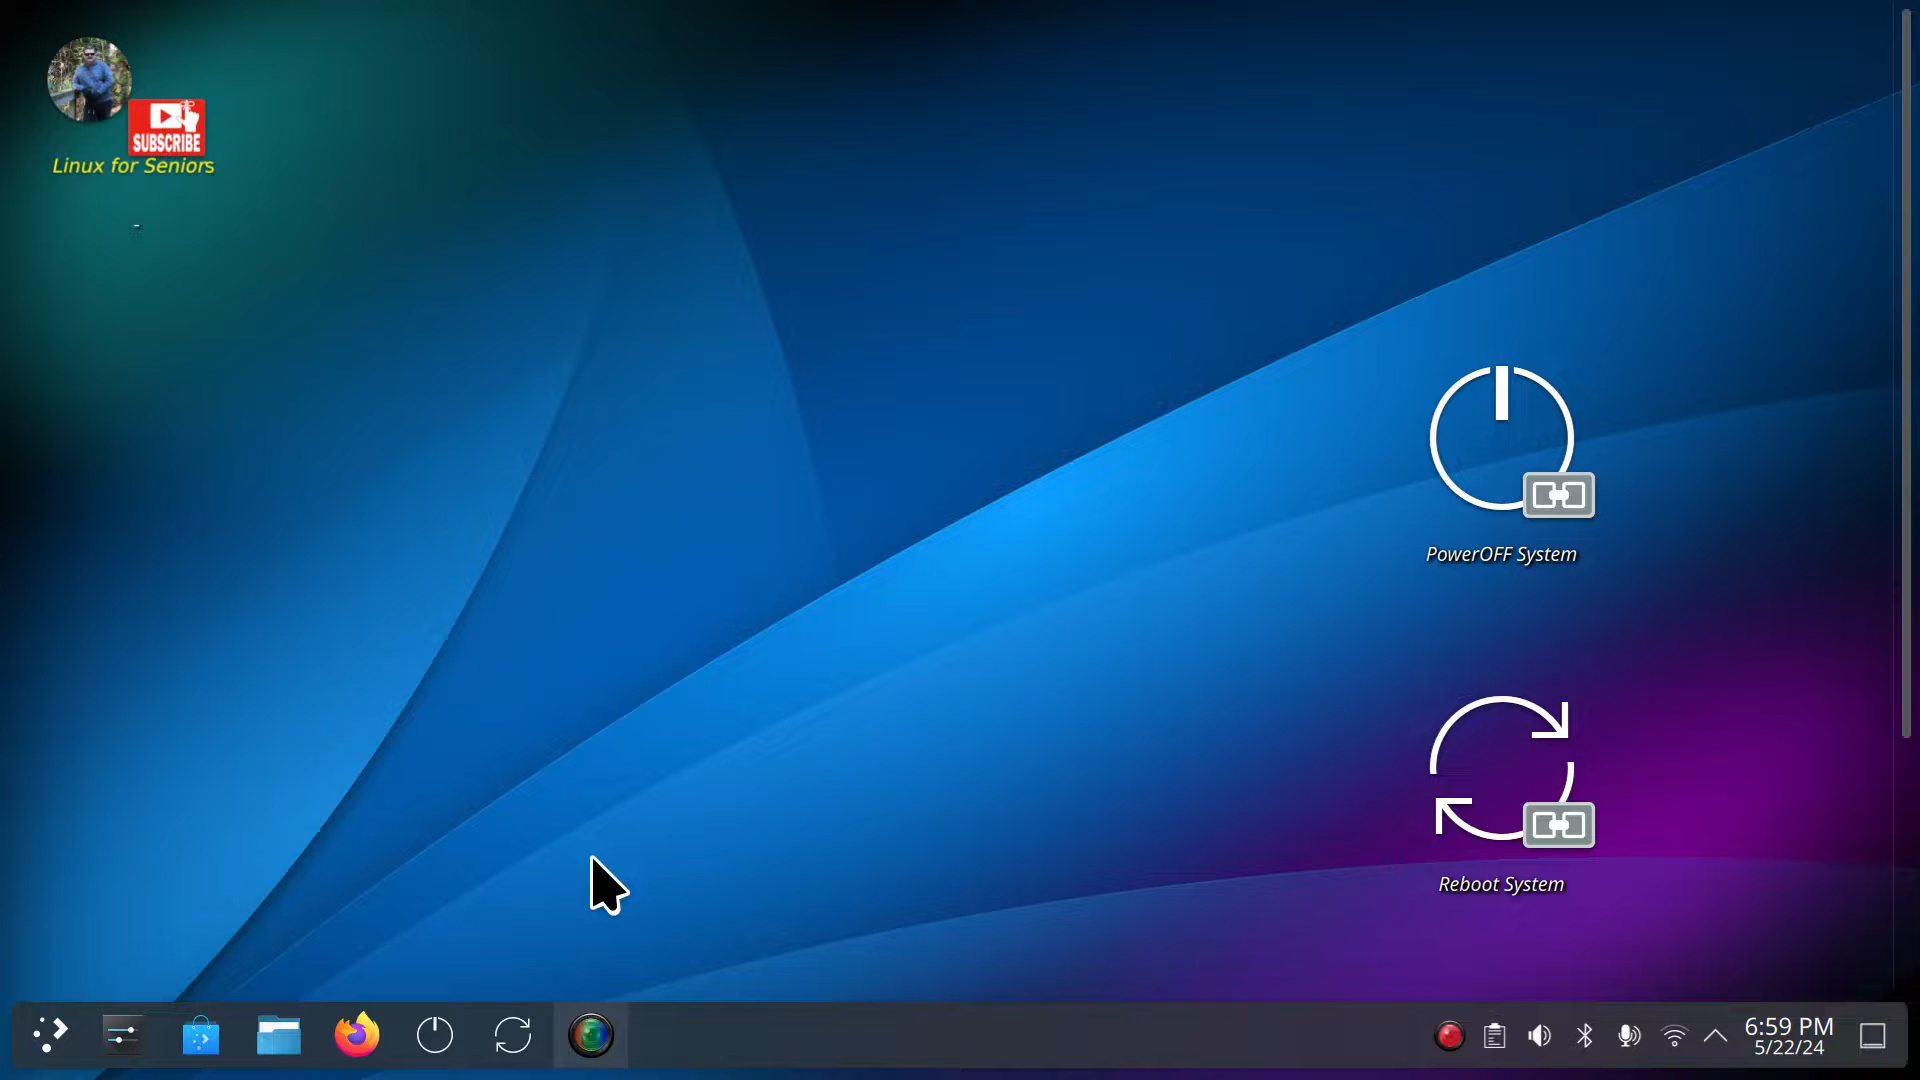 SUBSCRIBE
Linux for Seniors
PowerOFF System
Reboot System
6:59 PM
5/22/24